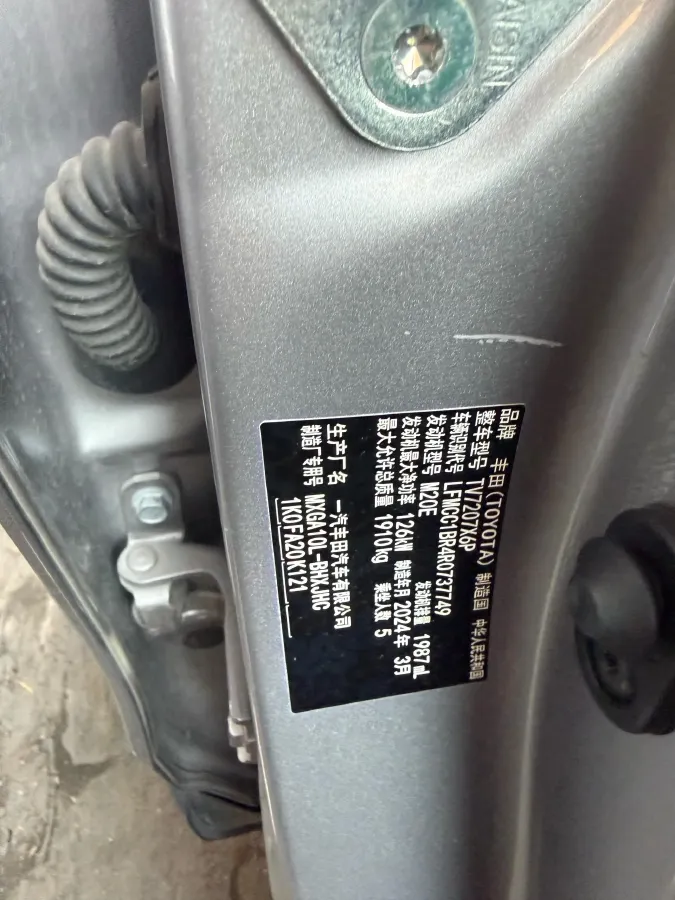 AISIN
品牌 丰田(TOYOTA) 制造国 中华人民共和国
整车型号 TV7207K6P
车辆识别代号 LFMCG1BR4R0737749
发动机型号 M20E 发动机排量 1987mL
发动机最大净功率 126kW 制造年月 2024年 3月
最大允许总质量 1910kg 乘坐人数 5
生产厂名 一汽丰田汽车有限公司
制造厂专用号 MXGA10L-BHXJHC
1K0FA20K121